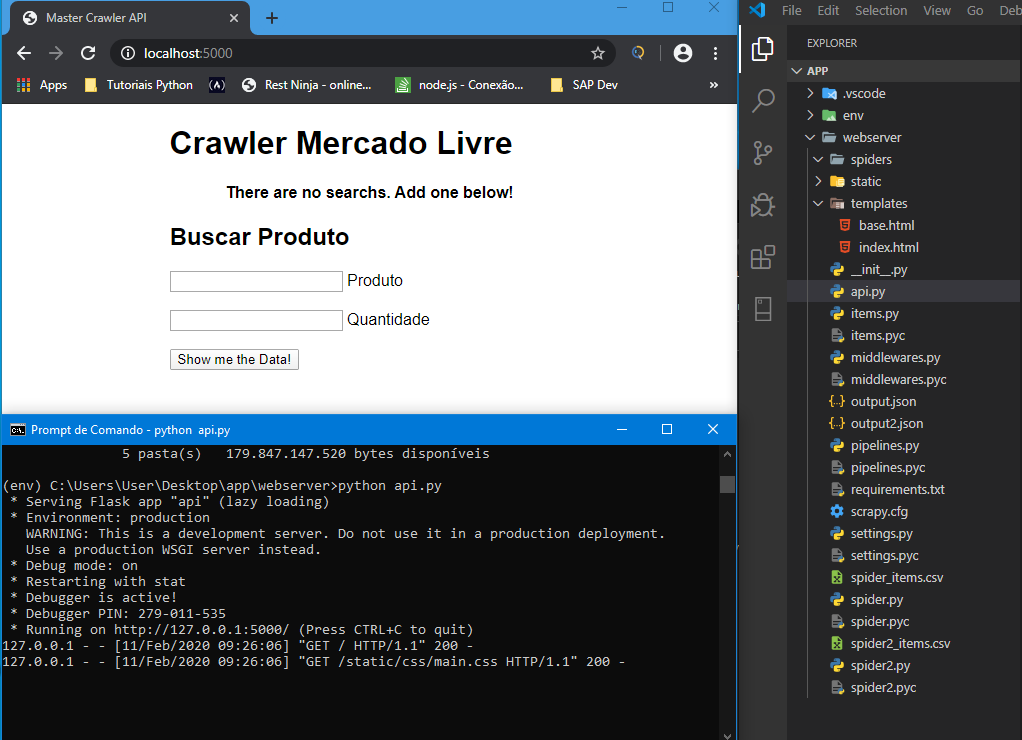 Master Crawler API
localhost:5000
Apps Tutoriais Python Rest Ninja - online... node.js - Conexão... SAP Dev »
Crawler Mercado Livre
There are no searchs. Add one below!
Buscar Produto
Produto
Quantidade
Show me the Data!
Prompt de Comando - python api.py
5 pasta(s) 179.847.147.520 bytes disponíveis
(env) C:\Users\User\Desktop\app\webserver>python api.py
* Serving Flask app "api" (lazy loading)
* Environment: production
WARNING: This is a development server. Do not use it in a production deployment.
Use a production WSGI server instead.
* Debug mode: on
* Restarting with stat
* Debugger is active!
* Debugger PIN: 279-011-535
* Running on http://127.0.0.1:5000/ (Press CTRL+C to quit)
127.0.0.1 - - [11/Feb/2020 09:26:06] "GET / HTTP/1.1" 200 -
127.0.0.1 - - [11/Feb/2020 09:26:06] "GET /static/css/main.css HTTP/1.1" 200 -
File Edit Selection View Go Deb
EXPLORER
APP
.vscode
env
webserver
spiders
static
templates
base.html
index.html
__init__.py
api.py
items.py
items.pyc
middlewares.py
middlewares.pyc
output.json
output2.json
pipelines.py
pipelines.pyc
requirements.txt
scrapy.cfg
settings.py
settings.pyc
spider_items.csv
spider.py
spider.pyc
spider2_items.csv
spider2.py
spider2.pyc